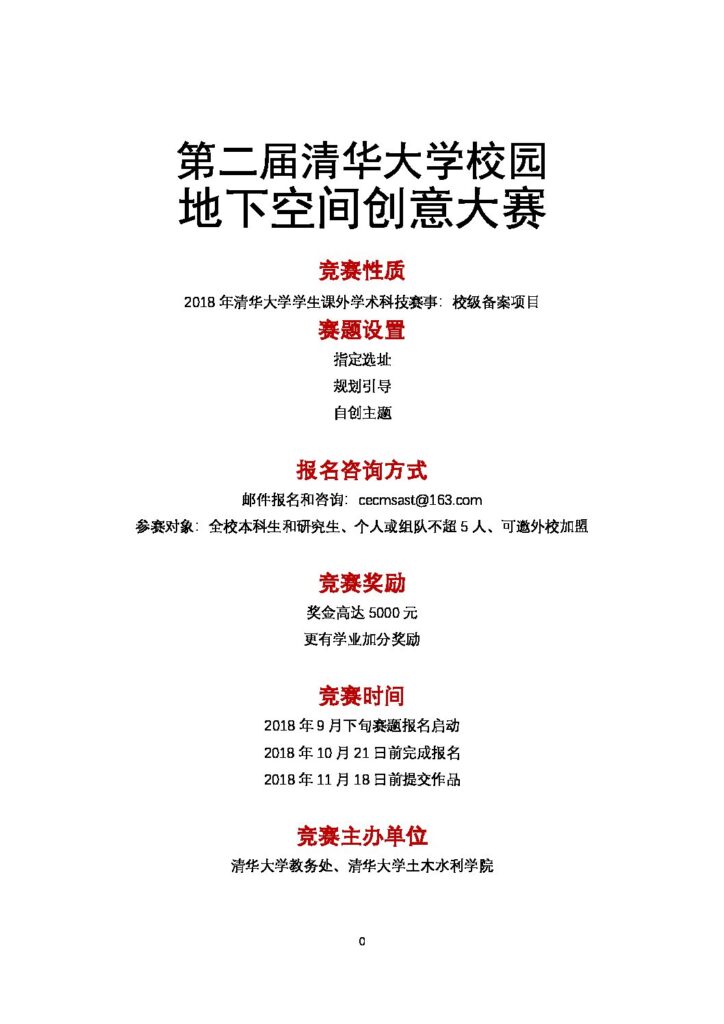 第二届清华大学校园
地下空间创意大赛
竞赛性质
2018 年清华大学学生课外学术科技赛事：校级备案项目
赛题设置
指定选址
规划引导
自创主题
报名咨询方式
邮件报名和咨询：cecmsast@163.com
参赛对象：全校本科生和研究生、个人或组队不超 5 人、可邀外校加盟
竞赛奖励
奖金高达 5000 元
更有学业加分奖励
竞赛时间
2018 年 9 月下旬赛题报名启动
2018 年 10 月 21 日前完成报名
2018 年 11 月 18 日前提交作品
竞赛主办单位
清华大学教务处、清华大学土木水利学院
0